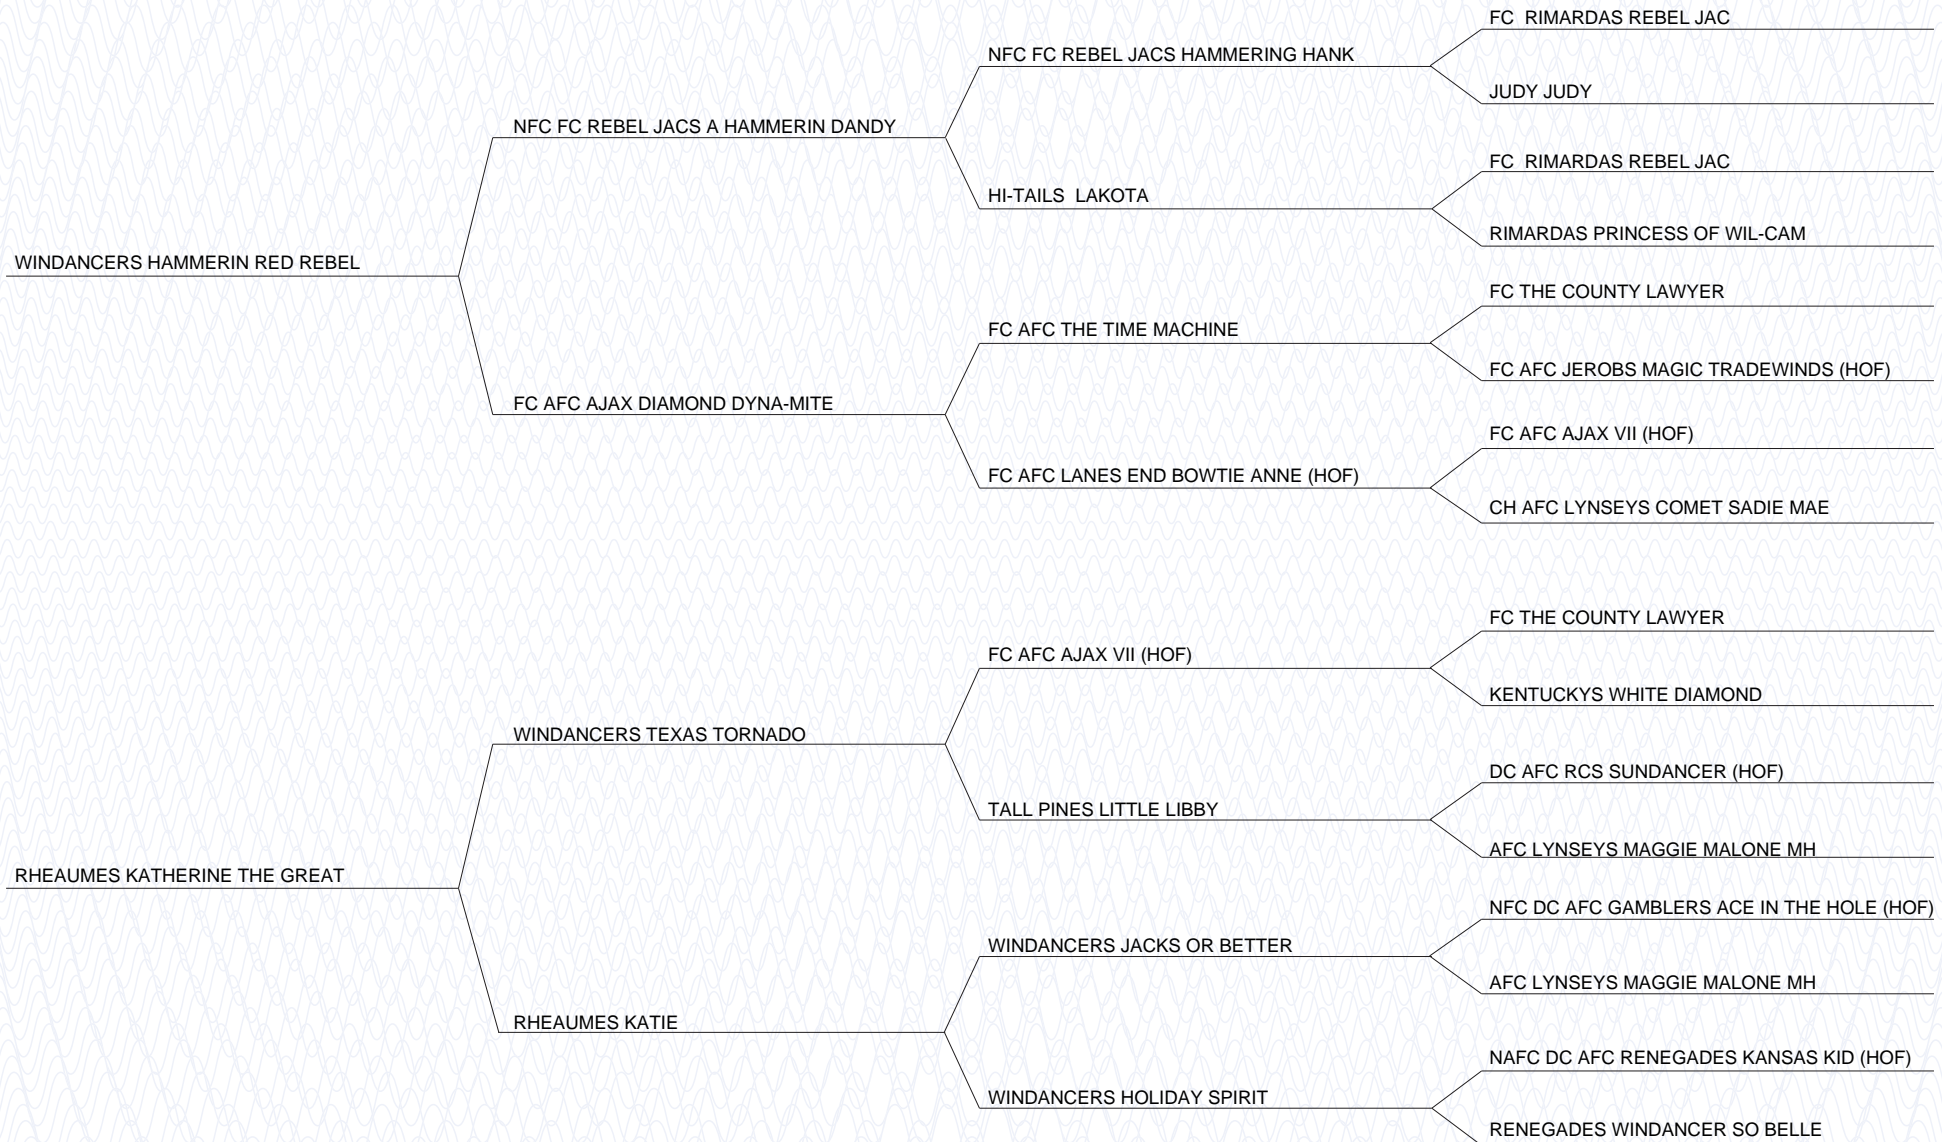 FC  RIMARDAS REBEL JAC
NFC FC REBEL JACS HAMMERING HANK
JUDY JUDY
NFC FC REBEL JACS A HAMMERIN DANDY
FC  RIMARDAS REBEL JAC
HI-TAILS  LAKOTA
RIMARDAS PRINCESS OF WIL-CAM
WINDANCERS HAMMERIN RED REBEL
FC THE COUNTY LAWYER
FC AFC THE TIME MACHINE
FC AFC JEROBS MAGIC TRADEWINDS (HOF)
FC AFC AJAX DIAMOND DYNA-MITE
FC AFC AJAX VII (HOF)
FC AFC LANES END BOWTIE ANNE (HOF)
CH AFC LYNSEYS COMET SADIE MAE
FC THE COUNTY LAWYER
FC AFC AJAX VII (HOF)
KENTUCKYS WHITE DIAMOND
WINDANCERS TEXAS TORNADO
DC AFC RCS SUNDANCER (HOF)
TALL PINES LITTLE LIBBY
AFC LYNSEYS MAGGIE MALONE MH
RHEAUMES KATHERINE THE GREAT
NFC DC AFC GAMBLERS ACE IN THE HOLE (HOF)
WINDANCERS JACKS OR BETTER
AFC LYNSEYS MAGGIE MALONE MH
RHEAUMES KATIE
NAFC DC AFC RENEGADES KANSAS KID (HOF)
WINDANCERS HOLIDAY SPIRIT
RENEGADES WINDANCER SO BELLE